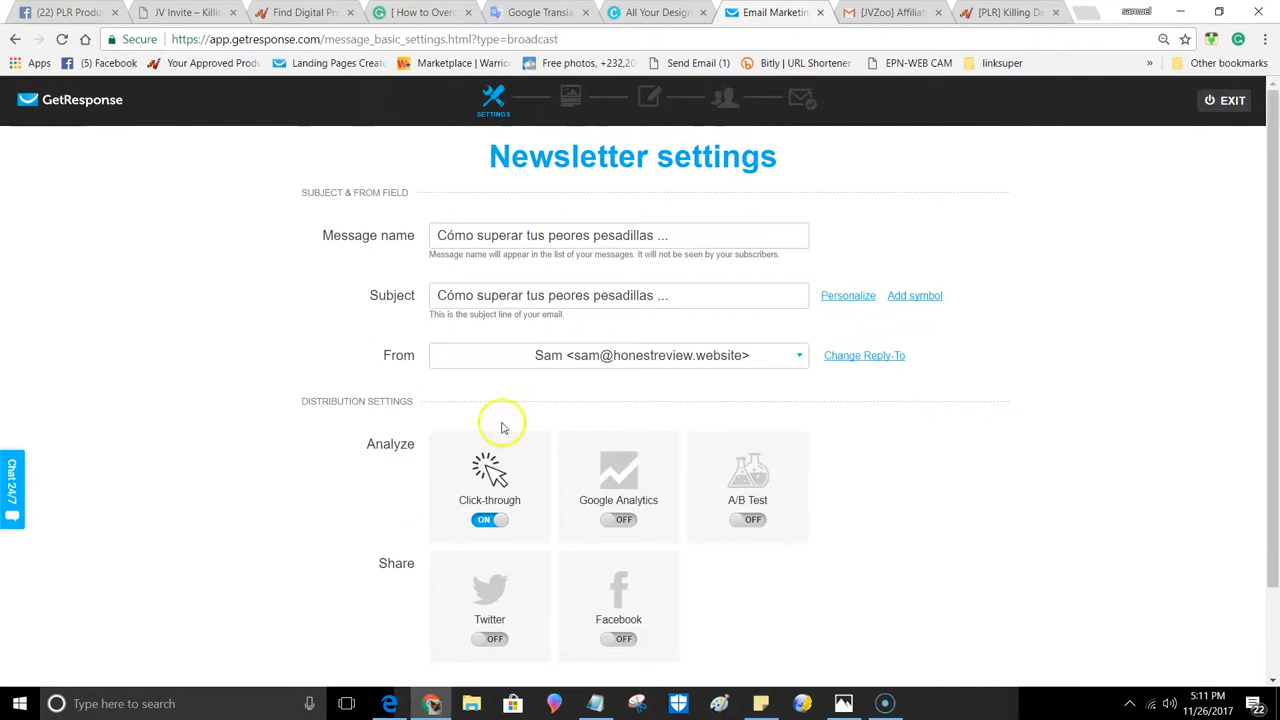 (22) PLR Produc
JV Invite – Killin
Find Digital Pro
[ How to Over
Google Transla
All Your Design
Email Marketin
[JVZoo] Affiliat
[PLR] Killing De
samuel
Secure
https://app.getresponse.com/message_basic_settings.html?type=broadcast
Apps
(5) Facebook
Your Approved Produ
Landing Pages Creato
Marketplace | Warrior
Free photos, +232,20
Send Email (1)
Bitly | URL Shortener
EPN-WEB CAM
linksuper
»
Other bookmarks
GetResponse
SETTINGS
EXIT
Newsletter settings
SUBJECT & FROM FIELD
Message name
Cómo superar tus peores pesadillas ...
Message name will appear in the list of your messages. It will not be seen by your subscribers.
Subject
Cómo superar tus peores pesadillas ...
Personalize
Add symbol
This is the subject line of your email.
From
Sam <sam@honestreview.website>
Change Reply-To
DISTRIBUTION SETTINGS
Analyze
Click-through
Google Analytics
A/B Test
ON
OFF
OFF
Chat 24/7
Share
Twitter
Facebook
OFF
OFF
Type here to search
5:11 PM
11/26/2017
22